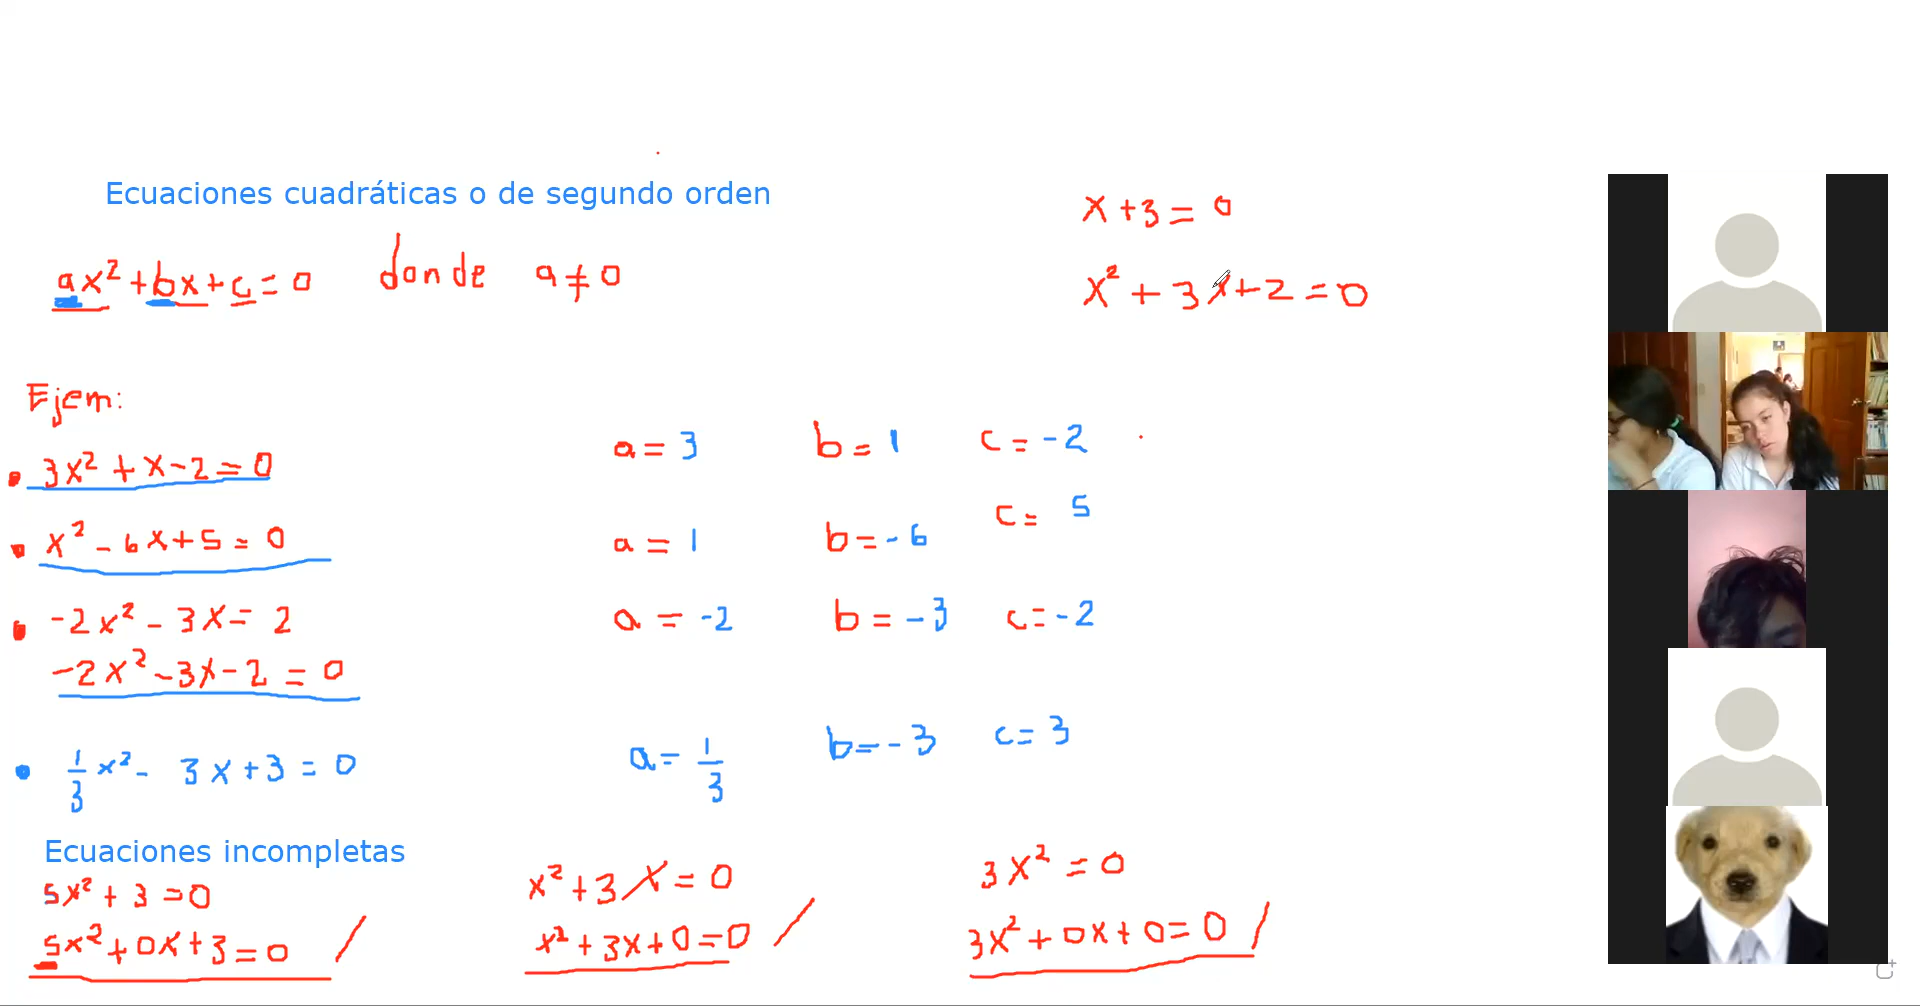 Ecuaciones cuadráticas o de segundo orden
ax² + bx + c = 0 donde a ≠ 0
x + 3 = 0
x² + 3x + 2 = 0
Ejem:
3x² + x - 2 = 0 a = 3 b = 1 c = -2
x² - 6x + 5 = 0 a = 1 b = -6 c = 5
-2x² - 3x = 2 a = -2 b = -3 c = -2
-2x² - 3x - 2 = 0
1/3 x² - 3x + 3 = 0 a = 1/3 b = -3 c = 3
Ecuaciones incompletas
5x² + 3 = 0
5x² + 0x + 3 = 0
x² + 3x = 0
x² + 3x + 0 = 0
3x² = 0
3x² + 0x + 0 = 0